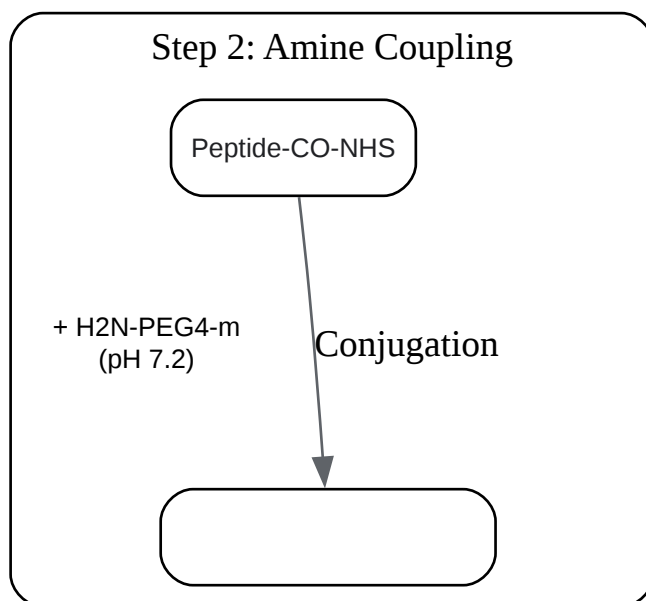 Step 2: Amine Coupling
Peptide-CO-NHS
+ H2N-PEG4-m
(pH 7.2)
Conjugation